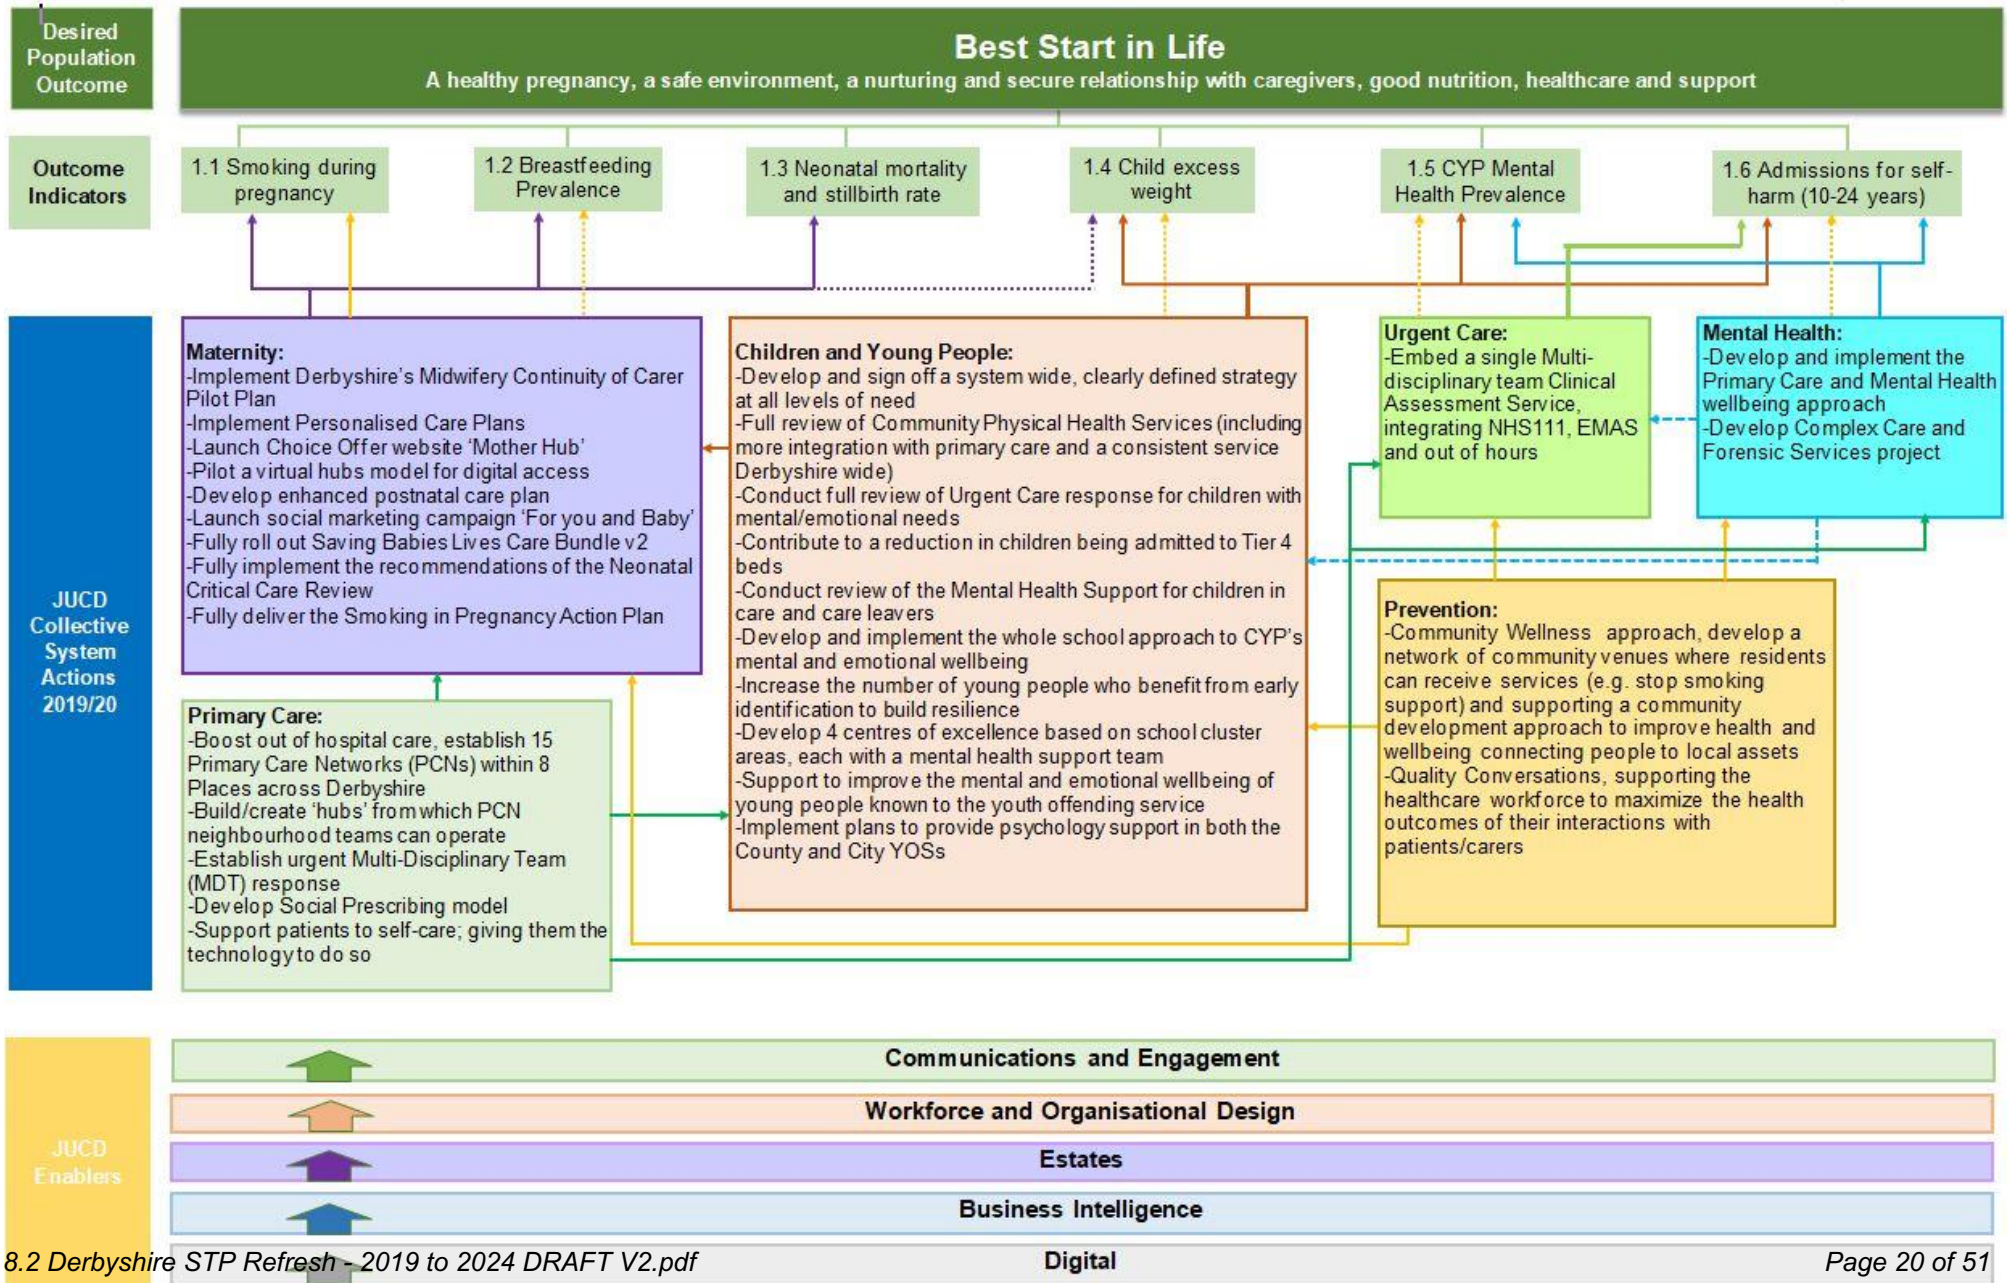 Desired
Population
Outcome
Best Start in Life
A healthy pregnancy, a safe environment, a nurturing and secure relationship with caregivers, good nutrition, healthcare and support
Outcome
Indicators
1.1 Smoking during
pregnancy
1.2 Breastfeeding
Prevalence
1.3 Neonatal mortality
and stillbirth rate
1.4 Child excess
weight
1.5 CYP Mental
Health Prevalence
1.6 Admissions for self-
harm (10-24 years)
JUCD
Collective
System
Actions
2019/20
Maternity:
-Implement Derbyshire’s Midwifery Continuity of Carer
Pilot Plan
-Implement Personalised Care Plans
-Launch Choice Offer website ‘Mother Hub’
-Pilot a virtual hubs model for digital access
-Develop enhanced postnatal care plan
-Launch social marketing campaign ‘For you and Baby’
-Fully roll out Saving Babies Lives Care Bundle v2
-Fully implement the recommendations of the Neonatal
Critical Care Review
-Fully deliver the Smoking in Pregnancy Action Plan
Primary Care:
-Boost out of hospital care, establish 15
Primary Care Networks (PCNs) within 8
Places across Derbyshire
-Build/create ‘hubs’ from which PCN
neighbourhood teams can operate
-Establish urgent Multi-Disciplinary Team
(MDT) response
-Develop Social Prescribing model
-Support patients to self-care; giving them the
technology to do so
Children and Young People:
-Develop and sign off a system wide, clearly defined strategy
at all levels of need
-Full review of Community Physical Health Services (including
more integration with primary care and a consistent service
Derbyshire wide)
-Conduct full review of Urgent Care response for children with
mental/emotional needs
-Contribute to a reduction in children being admitted to Tier 4
beds
-Conduct review of the Mental Health Support for children in
care and care leavers
-Develop and implement the whole school approach to CYP’s
mental and emotional wellbeing
-Increase the number of young people who benefit from early
identification to build resilience
-Develop 4 centres of excellence based on school cluster
areas, each with a mental health support team
-Support to improve the mental and emotional wellbeing of
young people known to the youth offending service
-Implement plans to provide psychology support in both the
County and City YOSs
Urgent Care:
-Embed a single Multi-
disciplinary team Clinical
Assessment Service,
integrating NHS111, EMAS
and out of hours
Mental Health:
-Develop and implement the
Primary Care and Mental Health
wellbeing approach
-Develop Complex Care and
Forensic Services project
Prevention:
-Community Wellness approach, develop a
network of community venues where residents
can receive services (e.g. stop smoking
support) and supporting a community
development approach to improve health and
wellbeing connecting people to local assets
-Quality Conversations, supporting the
healthcare workforce to maximize the health
outcomes of their interactions with
patients/carers
JUCD
Enablers
Communications and Engagement
Workforce and Organisational Design
Estates
Business Intelligence
Digital
8.2 Derbyshire STP Refresh - 2019 to 2024 DRAFT V2.pdf
Page 20 of 51